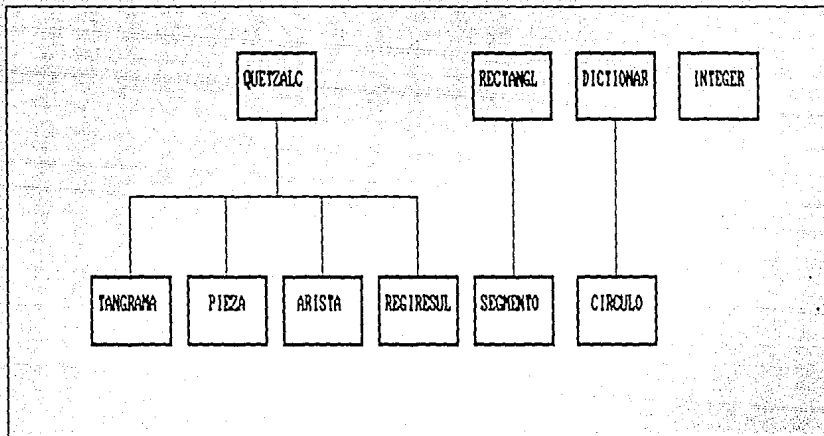 QUETZALC RECTANGL DICTIONAR INTEGER
TANGRAMA PIEZA ARISTA REGIRESUL SEGMENTO CIRCULO